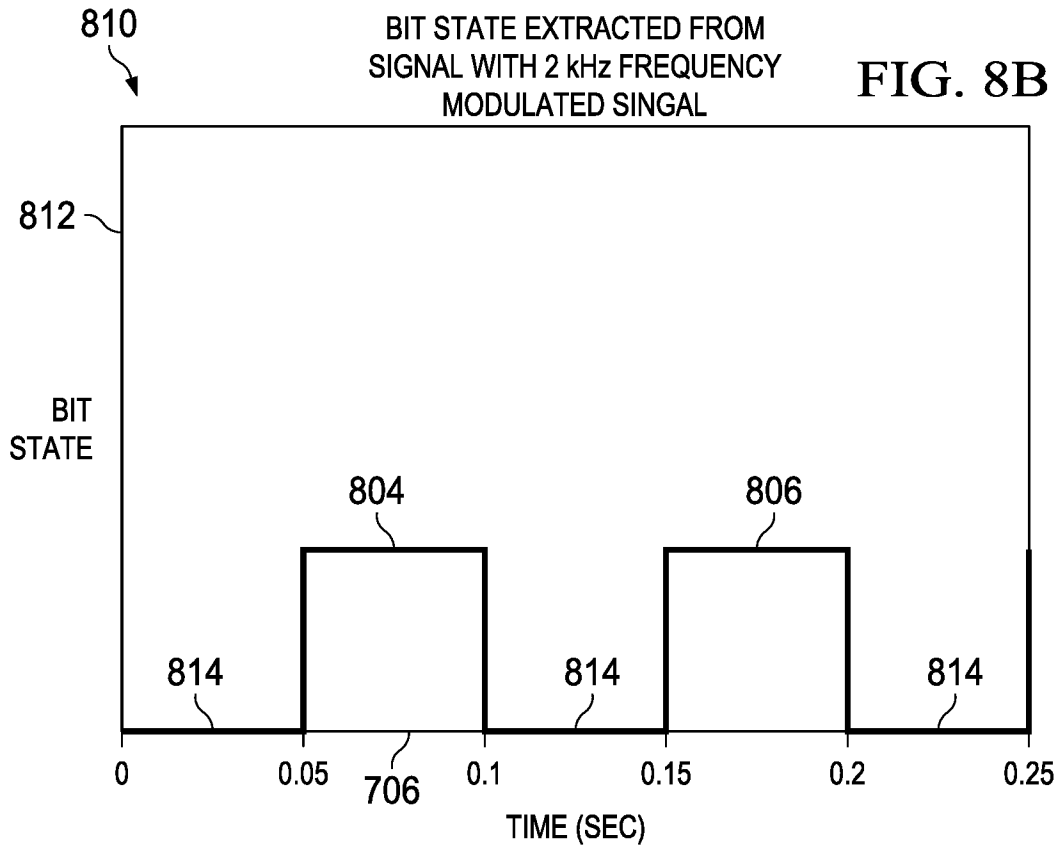 810
BIT STATE EXTRACTED FROM
SIGNAL WITH 2 kHz FREQUENCY
MODULATED SINGAL
FIG. 8B
812
BIT
STATE
804
806
814
814
814
0
0.05
706
0.1
0.15
0.2
0.25
TIME (SEC)